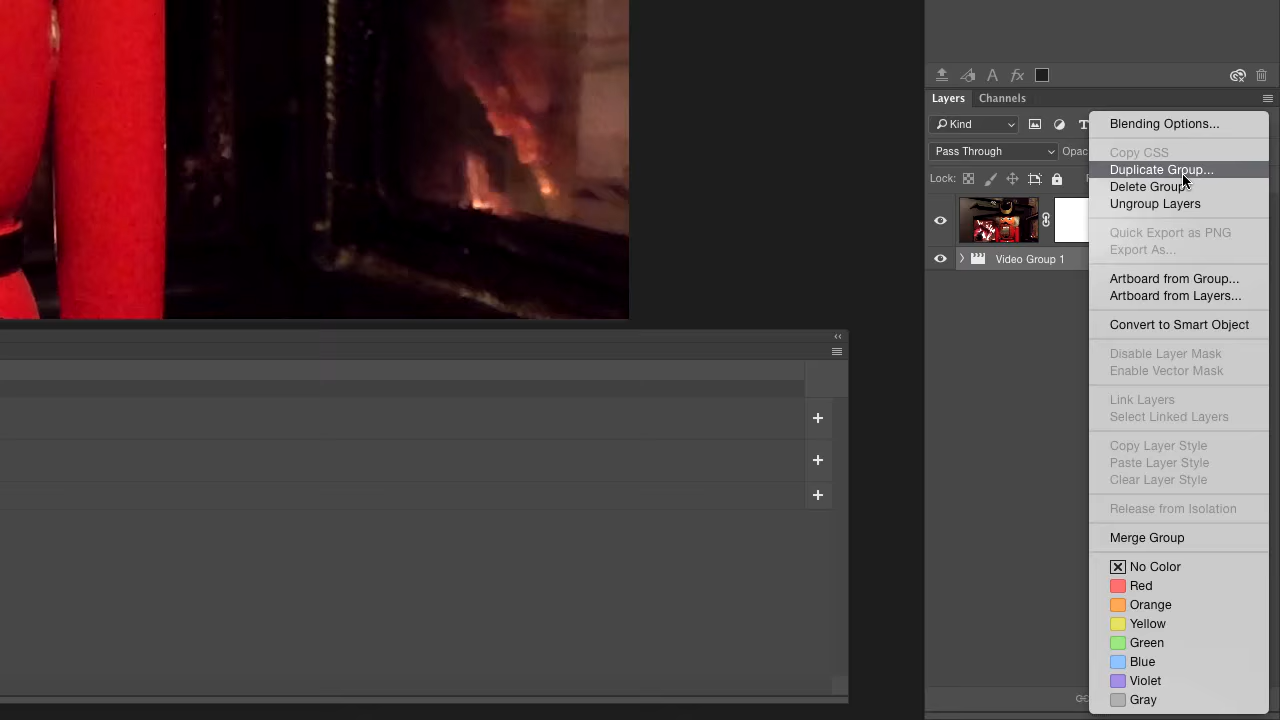 A fx
Layers Channels
Kind T
Pass Through Opac
Lock:
Video Group 1
Blending Options...
Copy CSS
Duplicate Group...
Delete Group
Ungroup Layers
Quick Export as PNG
Export As...
Artboard from Group...
Artboard from Layers...
Convert to Smart Object
Disable Layer Mask
Enable Vector Mask
Link Layers
Select Linked Layers
Copy Layer Style
Paste Layer Style
Clear Layer Style
Release from Isolation
Merge Group
No Color
Red
Orange
Yellow
Green
Blue
Violet
Gray